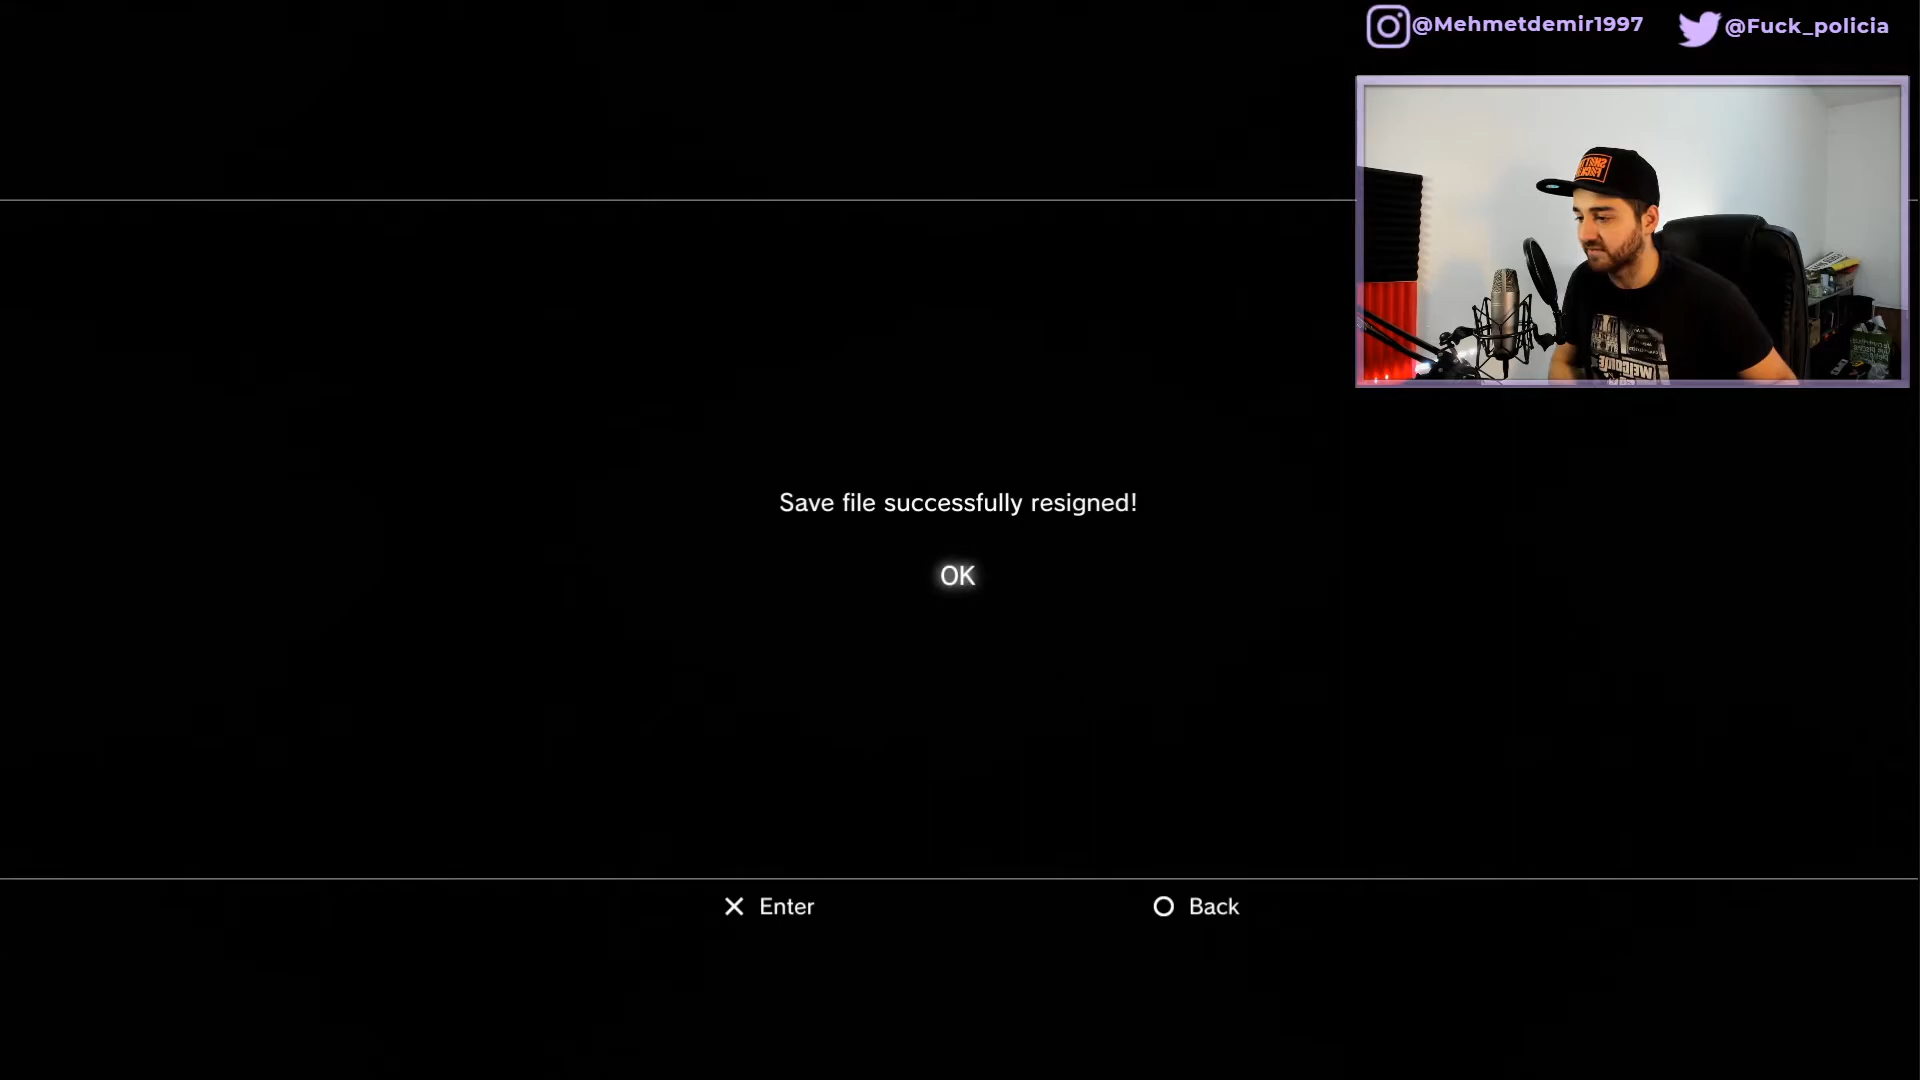 @Mehmetdemir1997
@Fuck_policia
Save file successfully resigned!
OK
Enter
Back